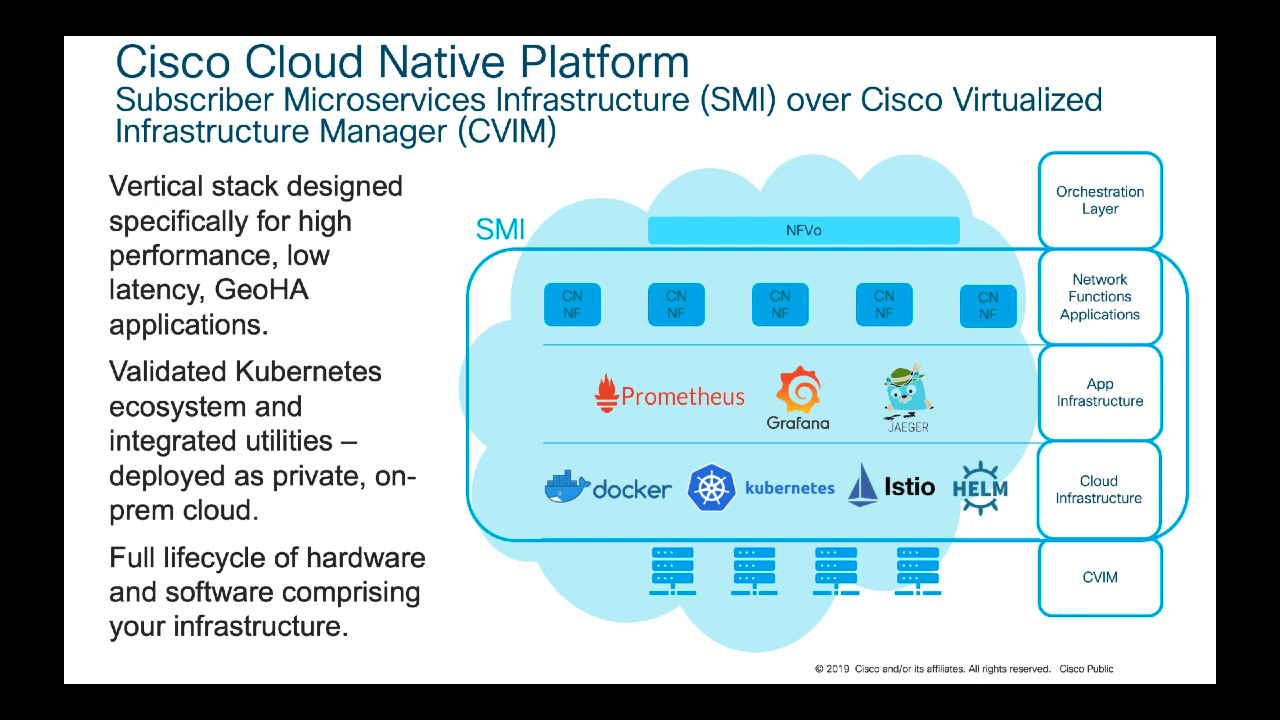 Cisco Cloud Native Platform
Subscriber Microservices Infrastructure (SMI) over Cisco Virtualized
Infrastructure Manager (CVIM)
Vertical stack designed
specifically for high
performance, low
latency, GeoHA
applications.
Validated Kubernetes
ecosystem and
integrated utilities –
deployed as private, on-
prem cloud.
Full lifecycle of hardware
and software comprising
your infrastructure.
SMI
NFVo
Orchestration
Layer
CN
NF
CN
NF
CN
NF
CN
NF
CN
NF
Network
Functions
Applications
Prometheus
Grafana
JAEGER
App
Infrastructure
docker
kubernetes
Istio
HELM
Cloud
Infrastructure
CVIM
© 2019 Cisco and/or its affiliates. All rights reserved. Cisco Public